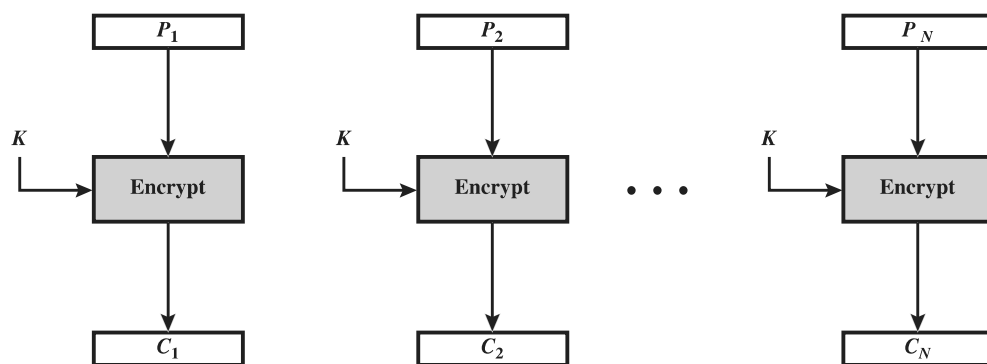 P1 P2 PN
K K K
Encrypt Encrypt Encrypt
C1 C2 CN